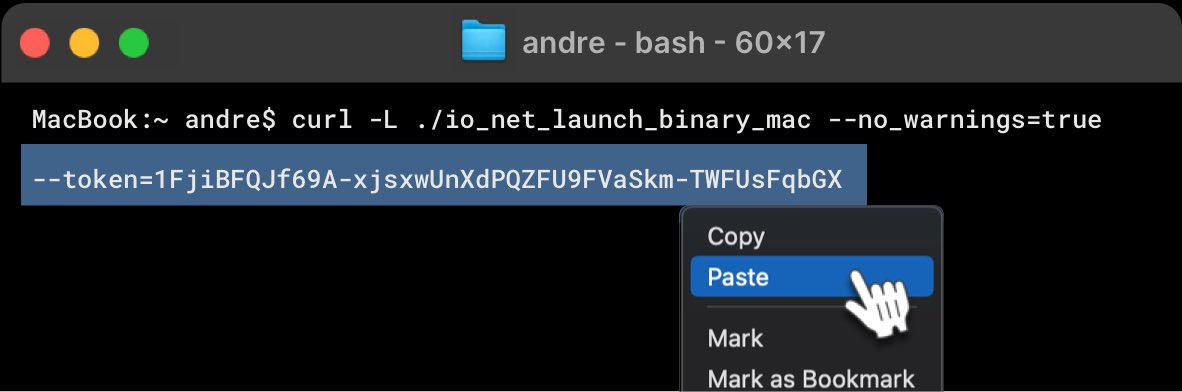 andre - bash - 60×17
MacBook:~ andre$ curl -L ./io_net_launch_binary_mac --no_warnings=true
--token=1FjiBFQJf69A-xjsxwUnXdPQZFU9FVaSkm-TWFUsFqbGX
Copy
Paste
Mark
Mark as Bookmark